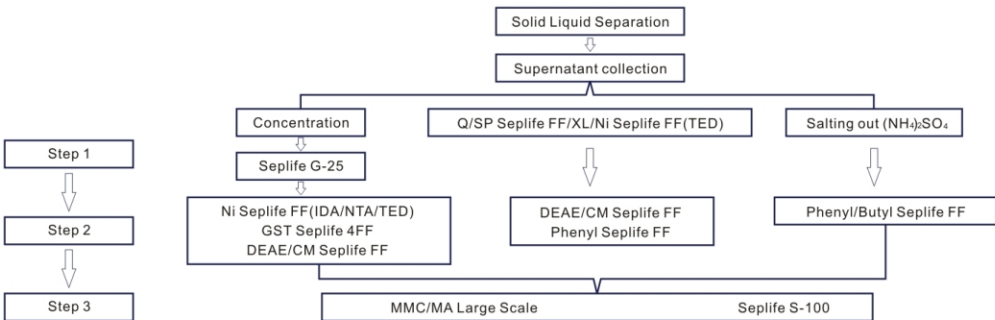 Solid Liquid Separation
Supernatant collection
Concentration
Q/SP Seplife FF/XL/Ni Seplife FF(TED)
Salting out (NH₄)₂SO₄
Step 1
Seplife G-25
Ni Seplife FF(IDA/NTA/TED)
GST Seplife 4FF
DEAE/CM Seplife FF
DEAE/CM Seplife FF
Phenyl Seplife FF
Phenyl/Butyl Seplife FF
Step 2
Step 3
MMC/MA Large Scale
Seplife S-100